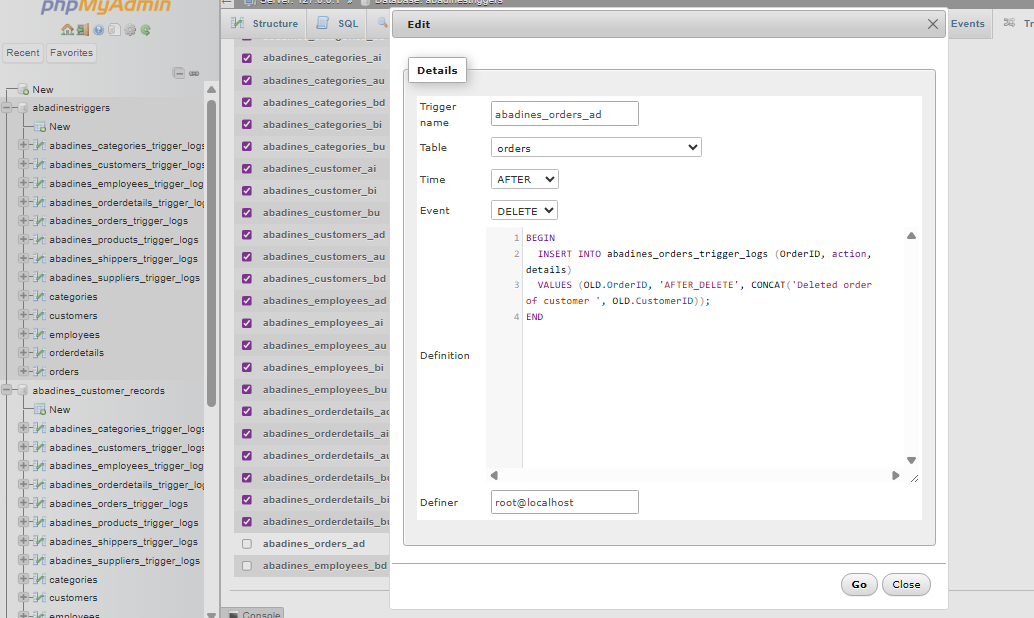 phpMyAdmin
Recent
Favorites
New
abadinestriggers
New
abadines_categories_trigger_logs
abadines_customers_trigger_logs
abadines_employees_trigger_log
abadines_orderdetails_trigger_log
abadines_orders_trigger_logs
abadines_products_trigger_logs
abadines_shippers_trigger_logs
abadines_suppliers_trigger_logs
categories
customers
employees
orderdetails
orders
abadines_customer_records
New
abadines_categories_trigger_logs
abadines_customers_trigger_logs
abadines_employees_trigger_log
abadines_orderdetails_trigger_log
abadines_orders_trigger_logs
abadines_products_trigger_logs
abadines_shippers_trigger_logs
abadines_suppliers_trigger_logs
categories
customers
employees
Structure
SQL
Events
Tr
abadines_categories_ai
abadines_categories_au
abadines_categories_bd
abadines_categories_bi
abadines_categories_bu
abadines_customer_ai
abadines_customer_bi
abadines_customer_bu
abadines_customers_ad
abadines_customers_au
abadines_customers_bd
abadines_employees_ad
abadines_employees_ai
abadines_employees_au
abadines_employees_bi
abadines_employees_bu
abadines_orderdetails_ad
abadines_orderdetails_ai
abadines_orderdetails_au
abadines_orderdetails_bd
abadines_orderdetails_bi
abadines_orderdetails_bu
abadines_orders_ad
abadines_employees_bd
Console
Edit
Details
Trigger
name
abadines_orders_ad
Table
orders
Time
AFTER
Event
DELETE
Definition
1 BEGIN
2 INSERT INTO abadines_orders_trigger_logs (OrderID, action,
details)
3 VALUES (OLD.OrderID, 'AFTER_DELETE', CONCAT('Deleted order
of customer ', OLD.CustomerID));
4 END
Definer
root@localhost
Go
Close